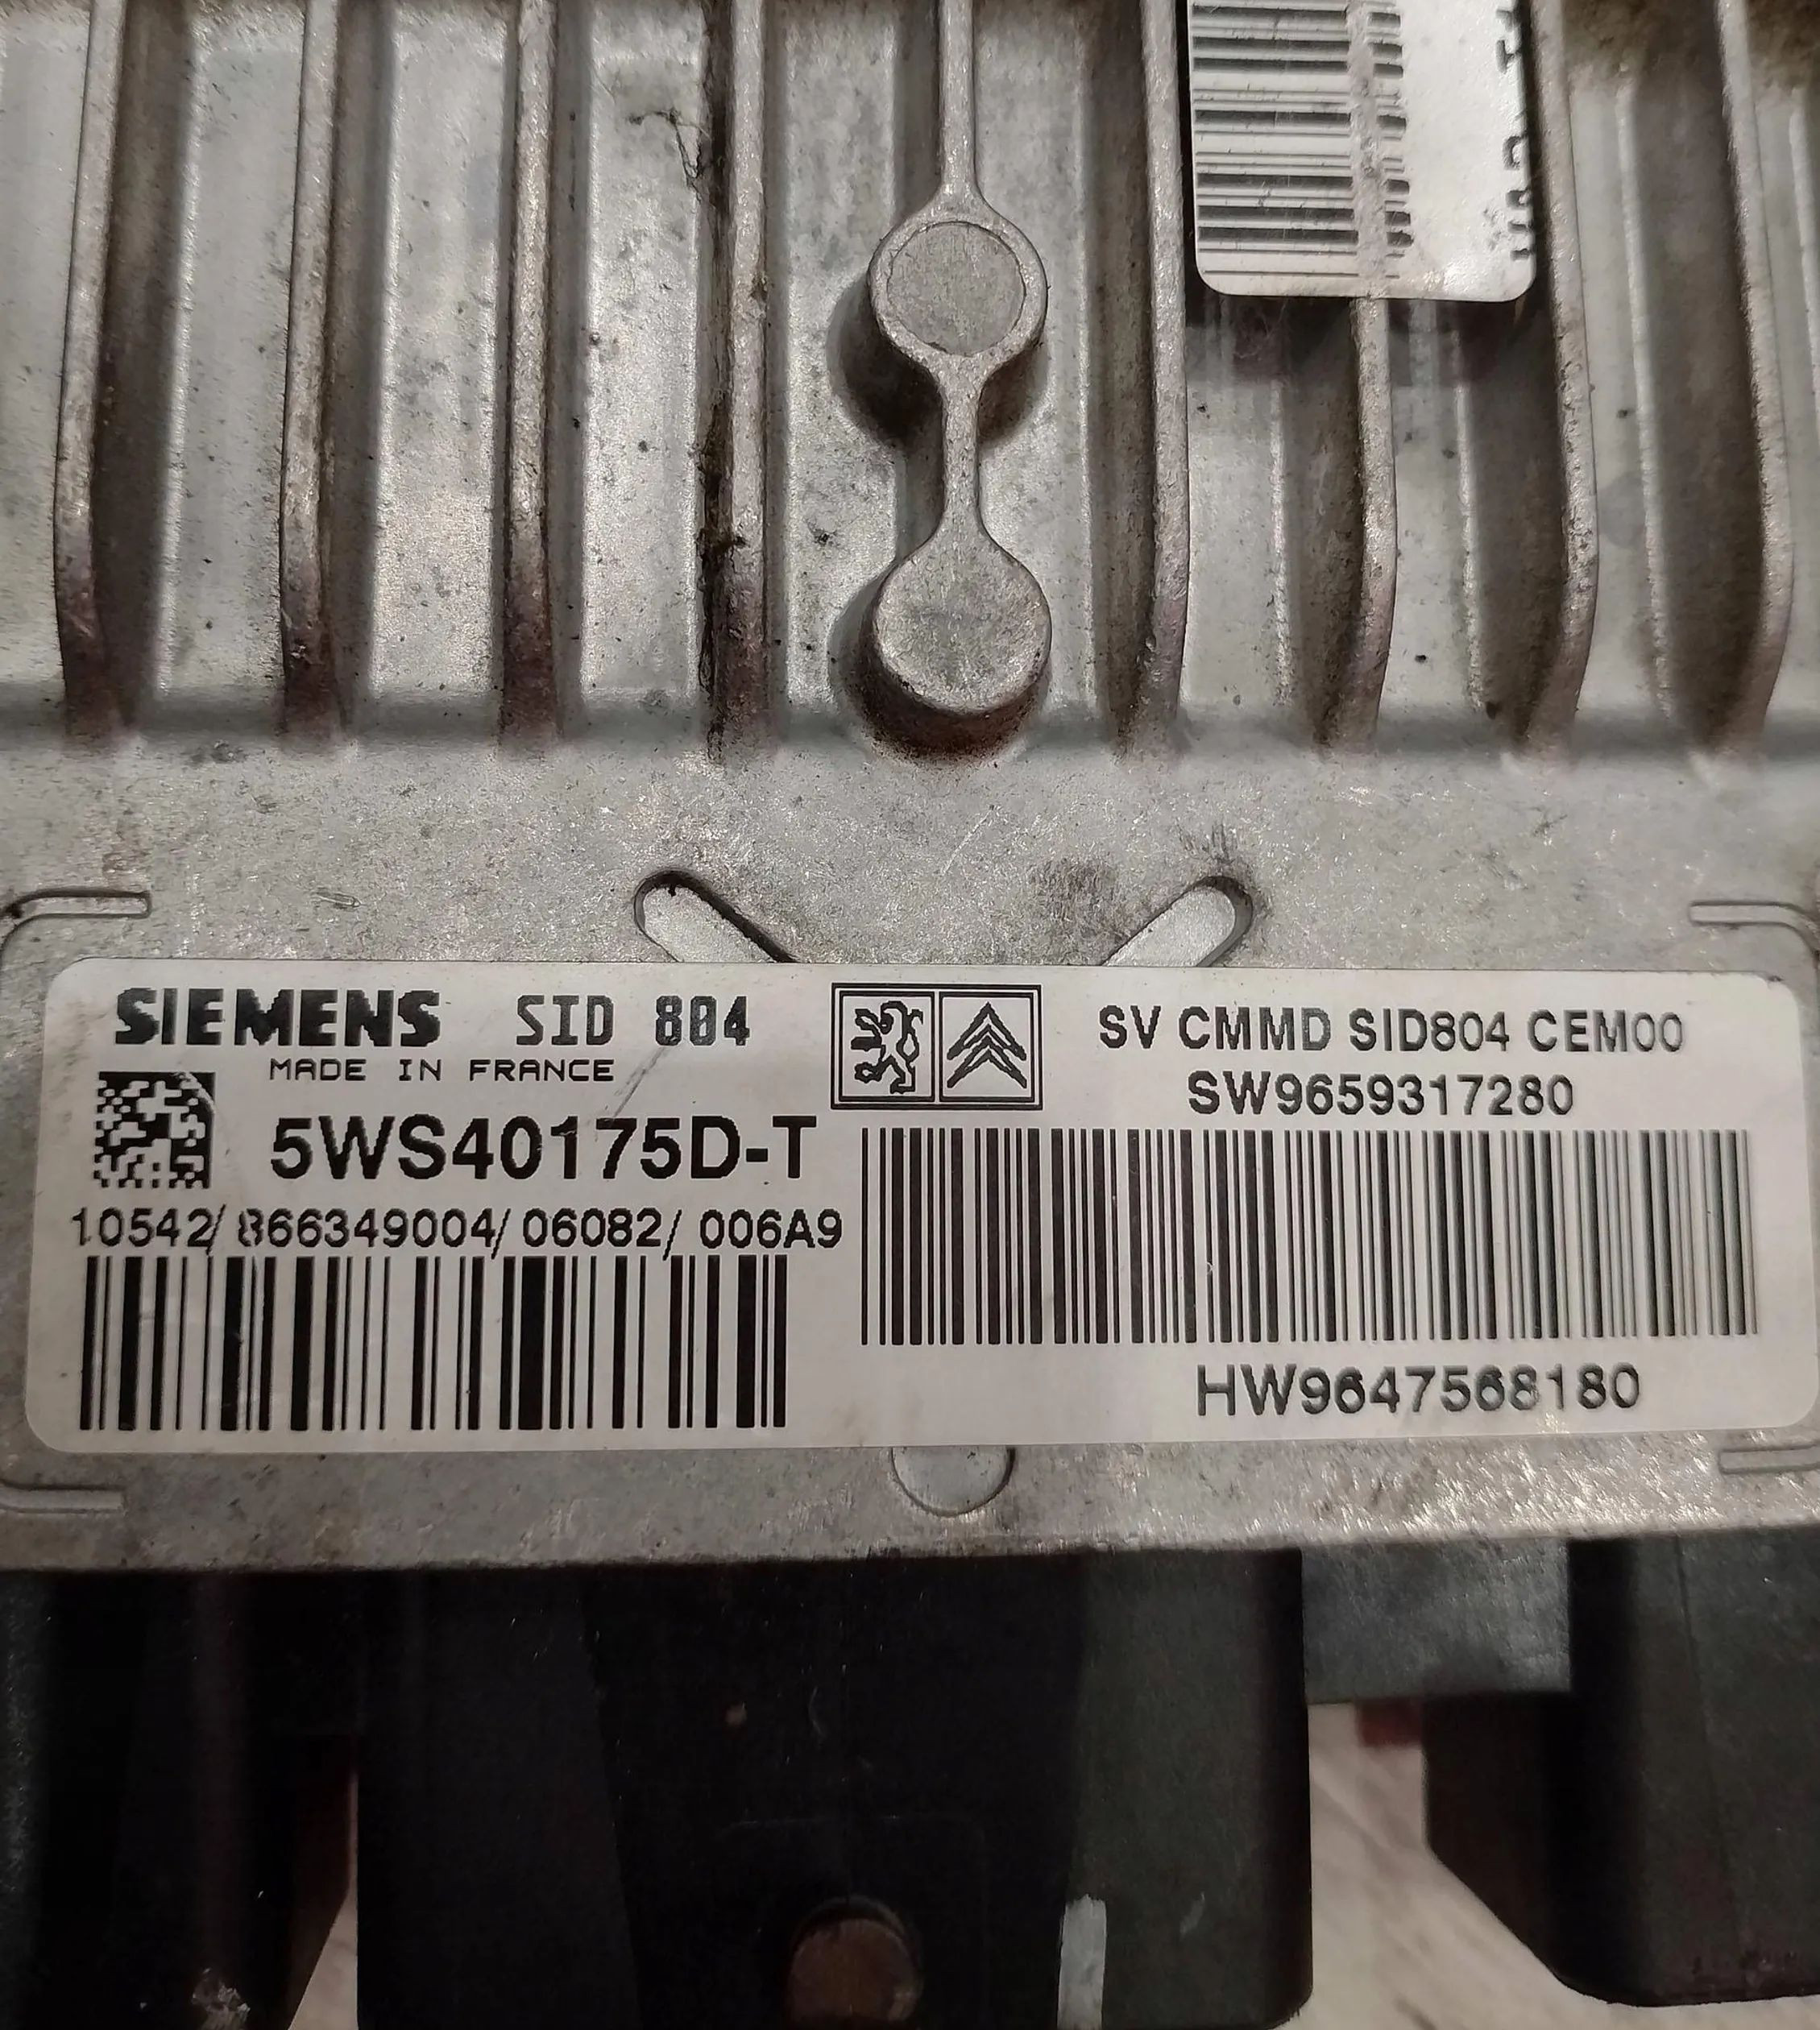 SIEMENS SID 804
MADE IN FRANCE
5WS40175D-T
10542/866349004/06082/006A9
SV CMMD SID804 CEM00
SW9659317280
HW9647568180